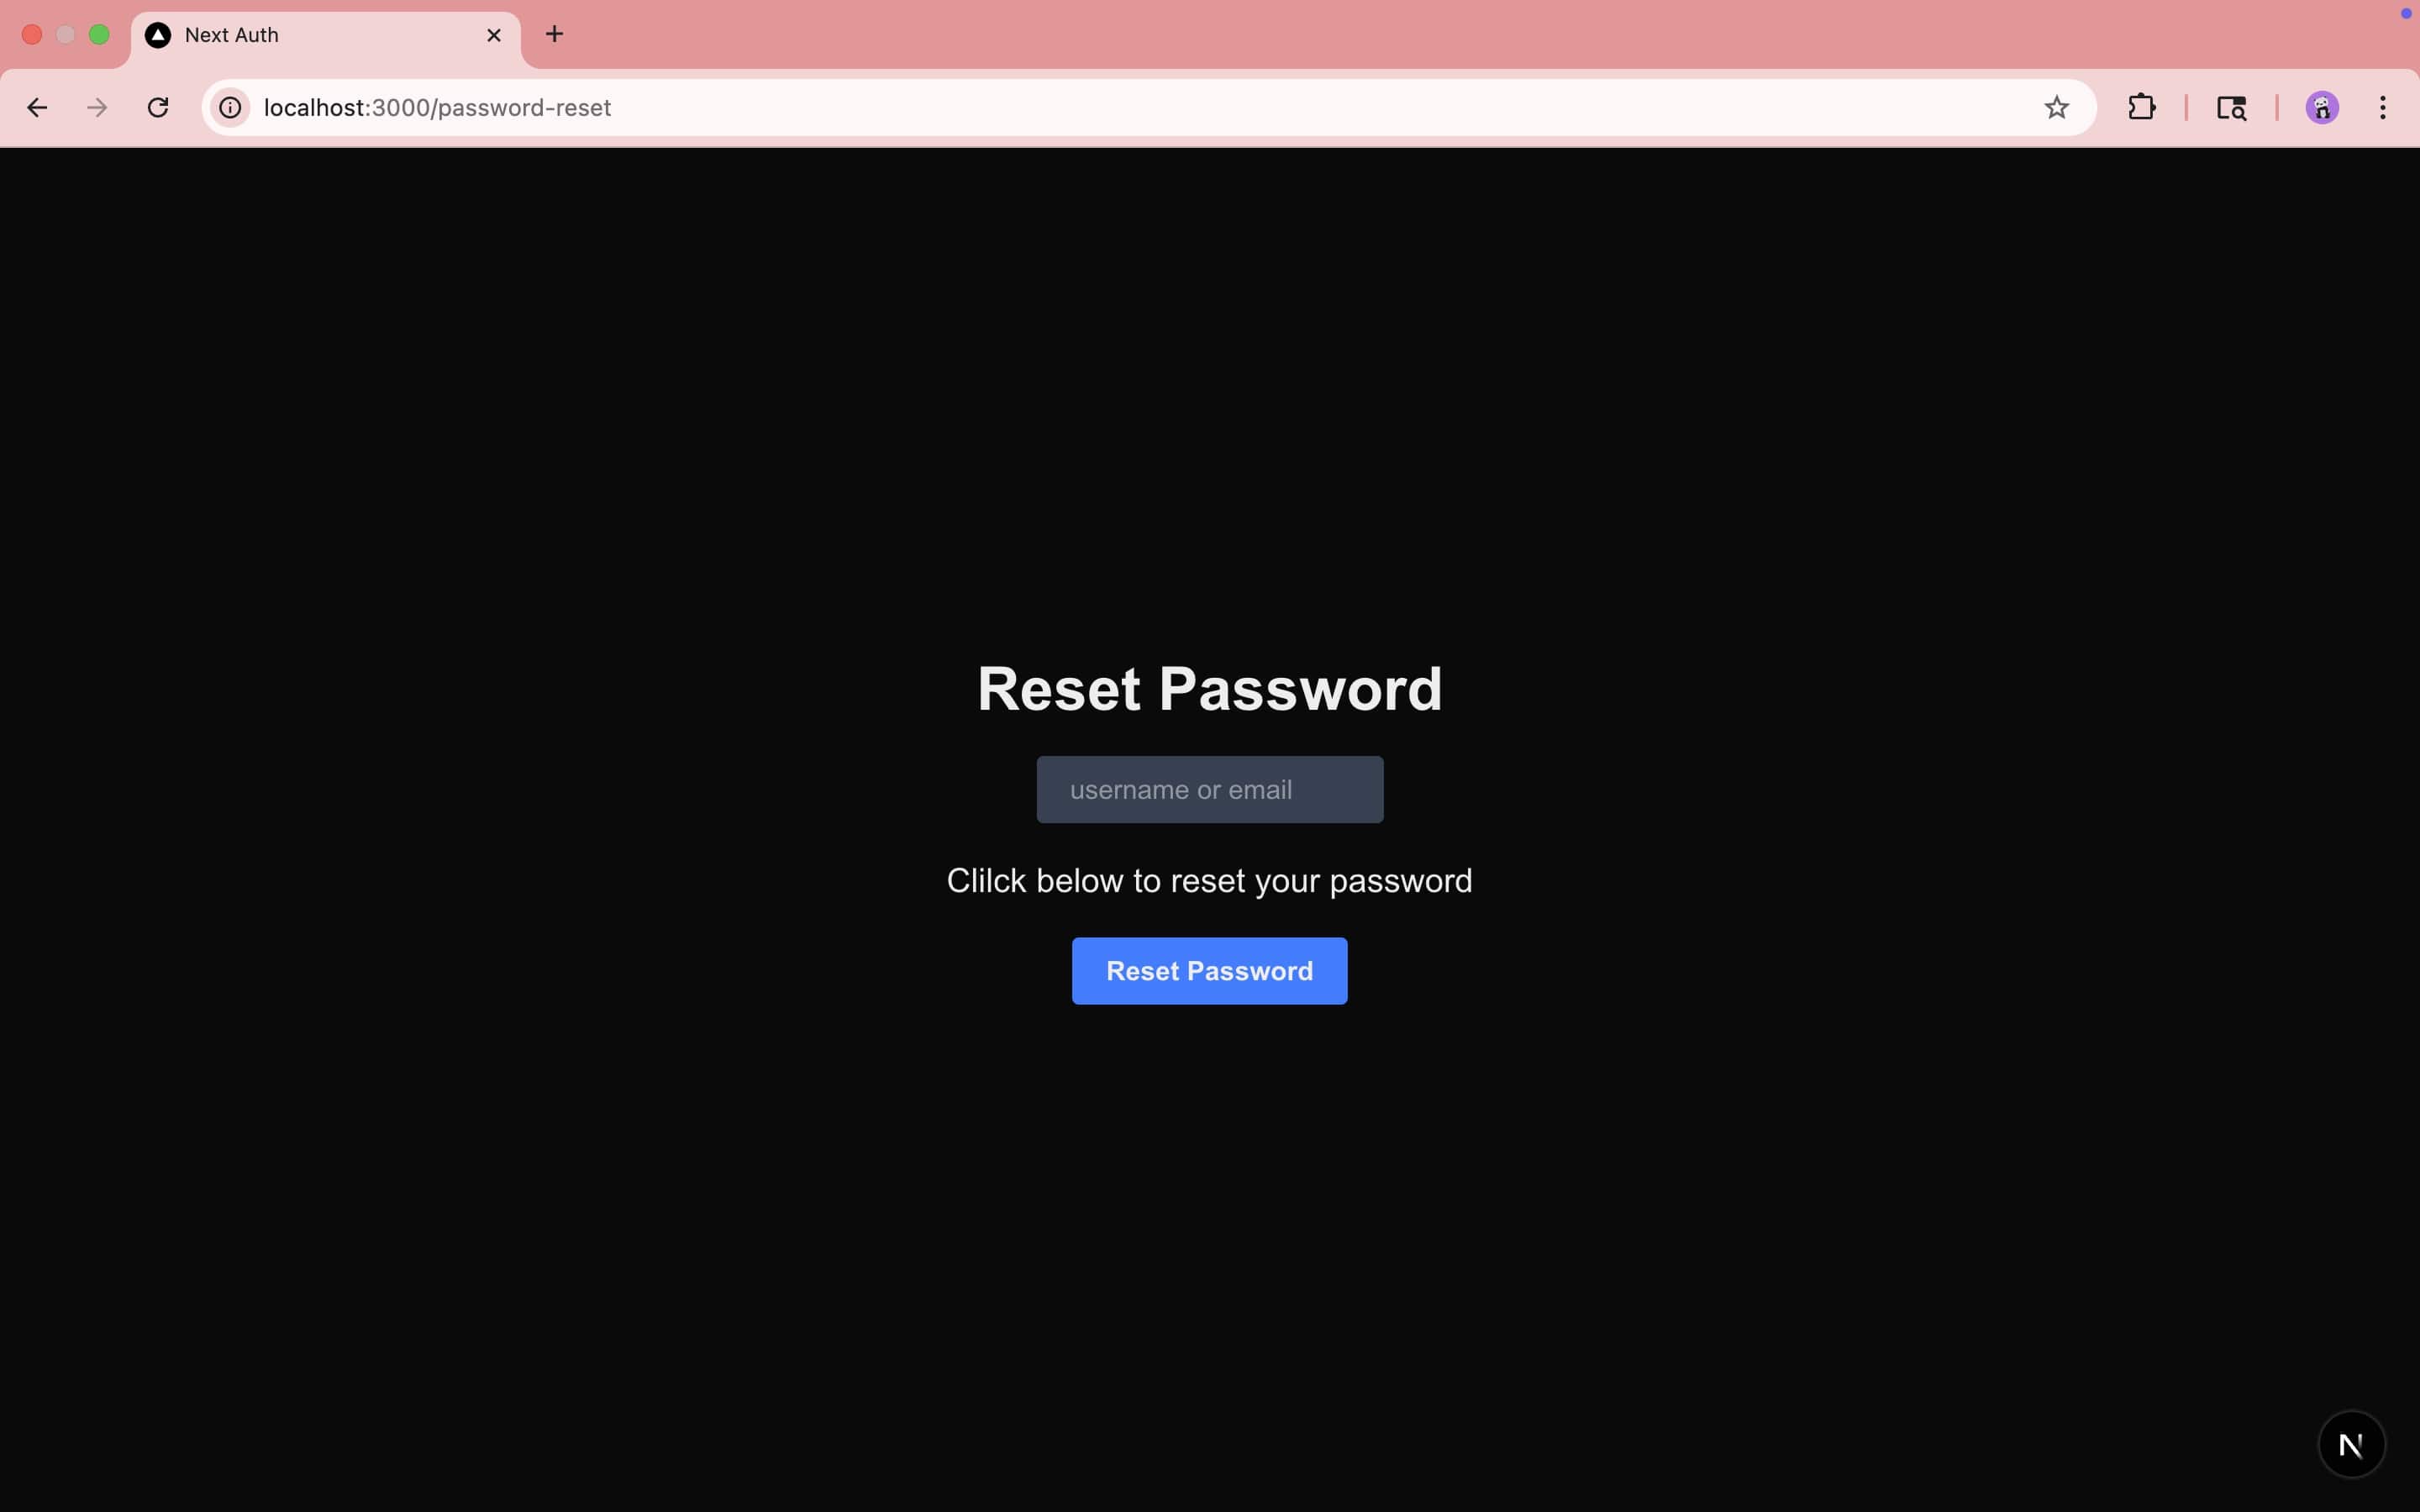 Next Auth
localhost:3000/password-reset
Reset Password
username or email
Clilck below to reset your password
Reset Password
N